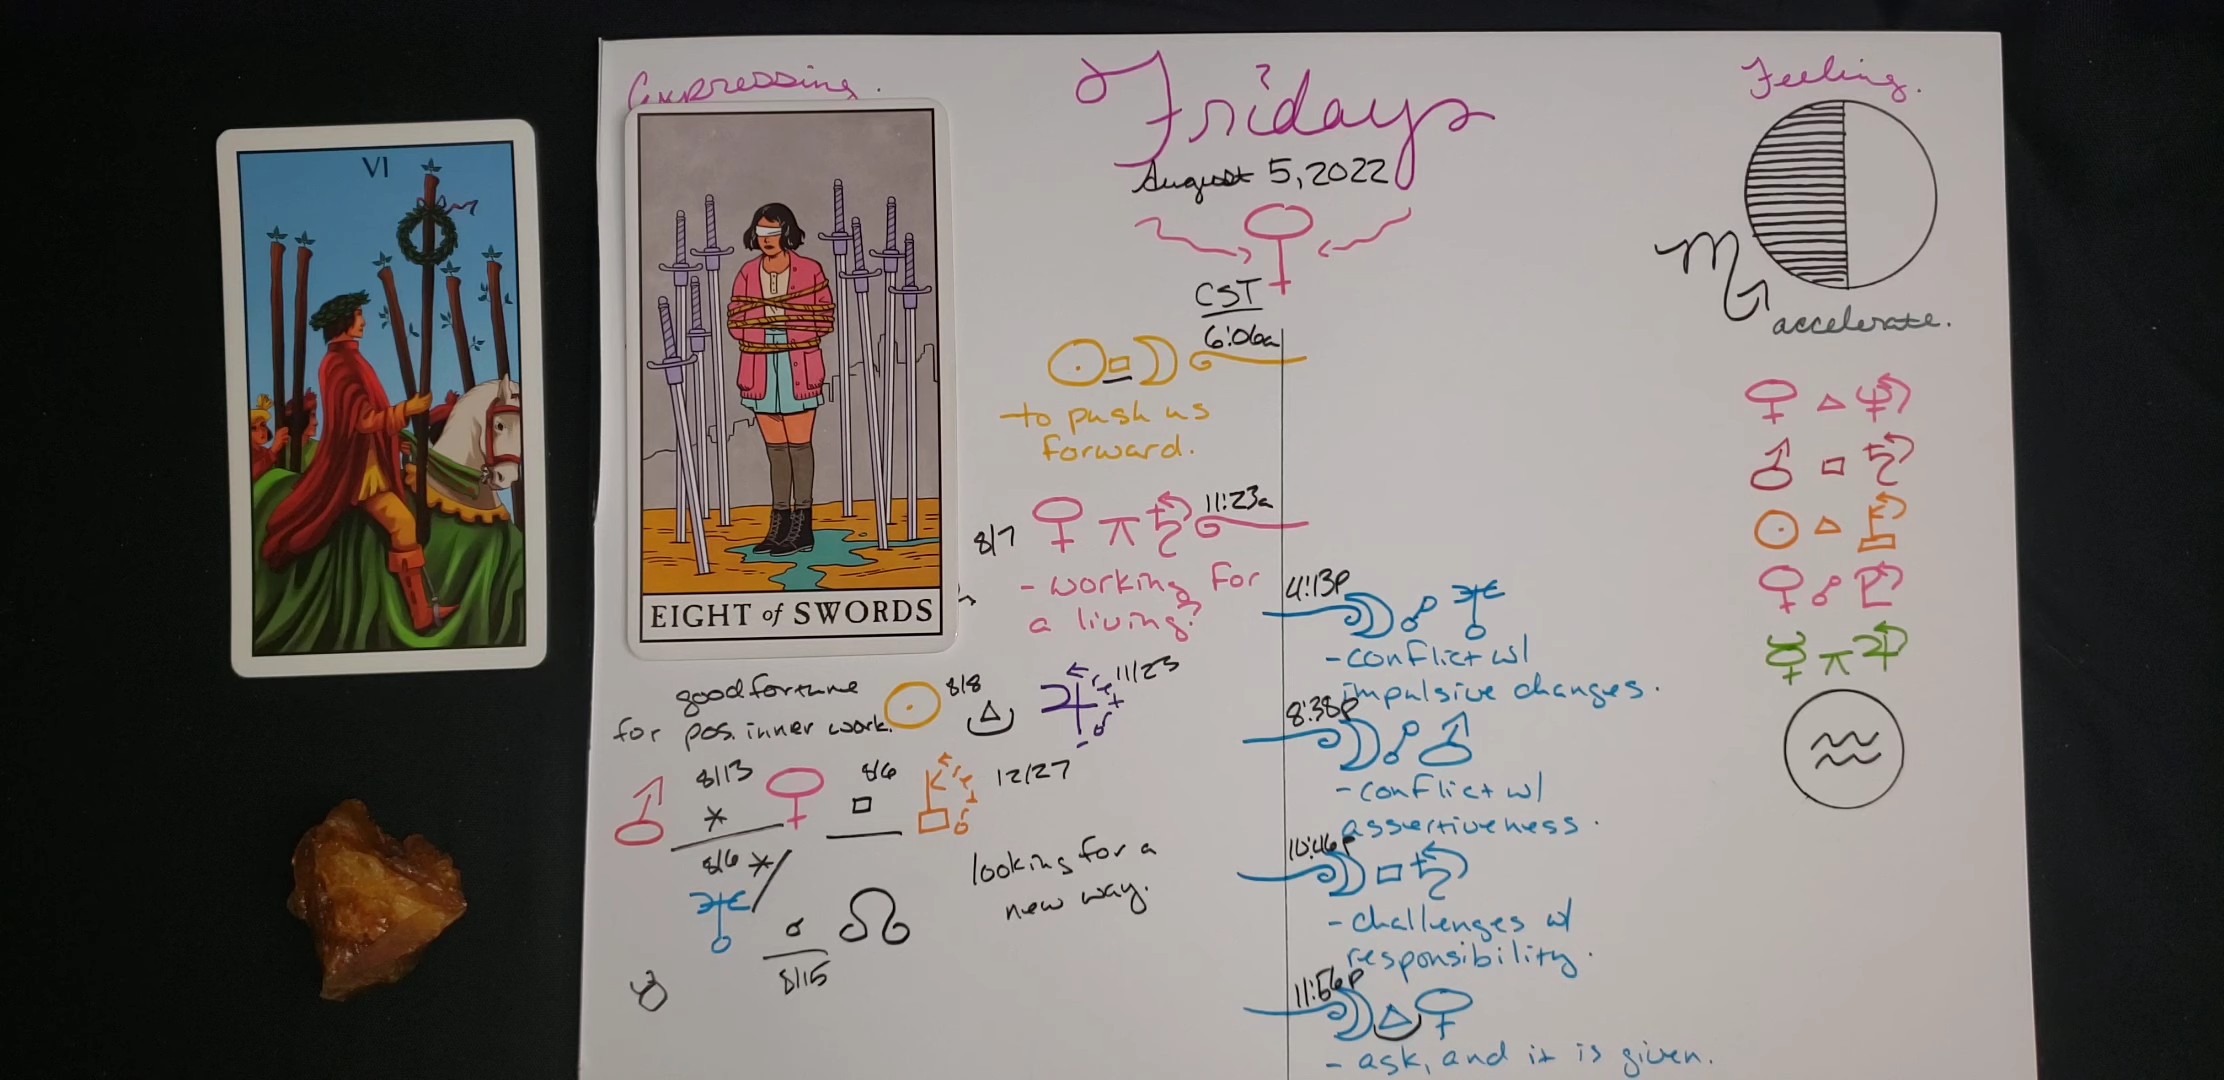 Expressing.
Fridays
Feeling.
August 5, 2022
VI
CST
6:06a
accelerate.
to push us
forward.
11:23a
8/7
- working for
a living?
EIGHT of SWORDS
4:13p
- conflict w/
impulsive changes.
8:38p
- conflict w/
assertiveness.
10:46p
- challenges w/
responsibility.
11:56p
- ask, and it is given.
good fortune
for pos. inner work.
8/8
11/23
8/13
8/6
12/27
8/6
looking for a
new way.
8/15